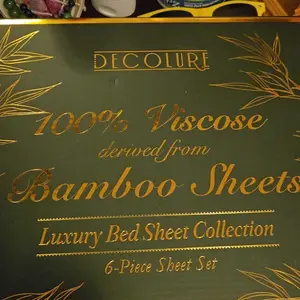 DECOLURE
100% Viscose
derived from
Bamboo Sheets
Luxury Bed Sheet Collection
6-Piece Sheet Set